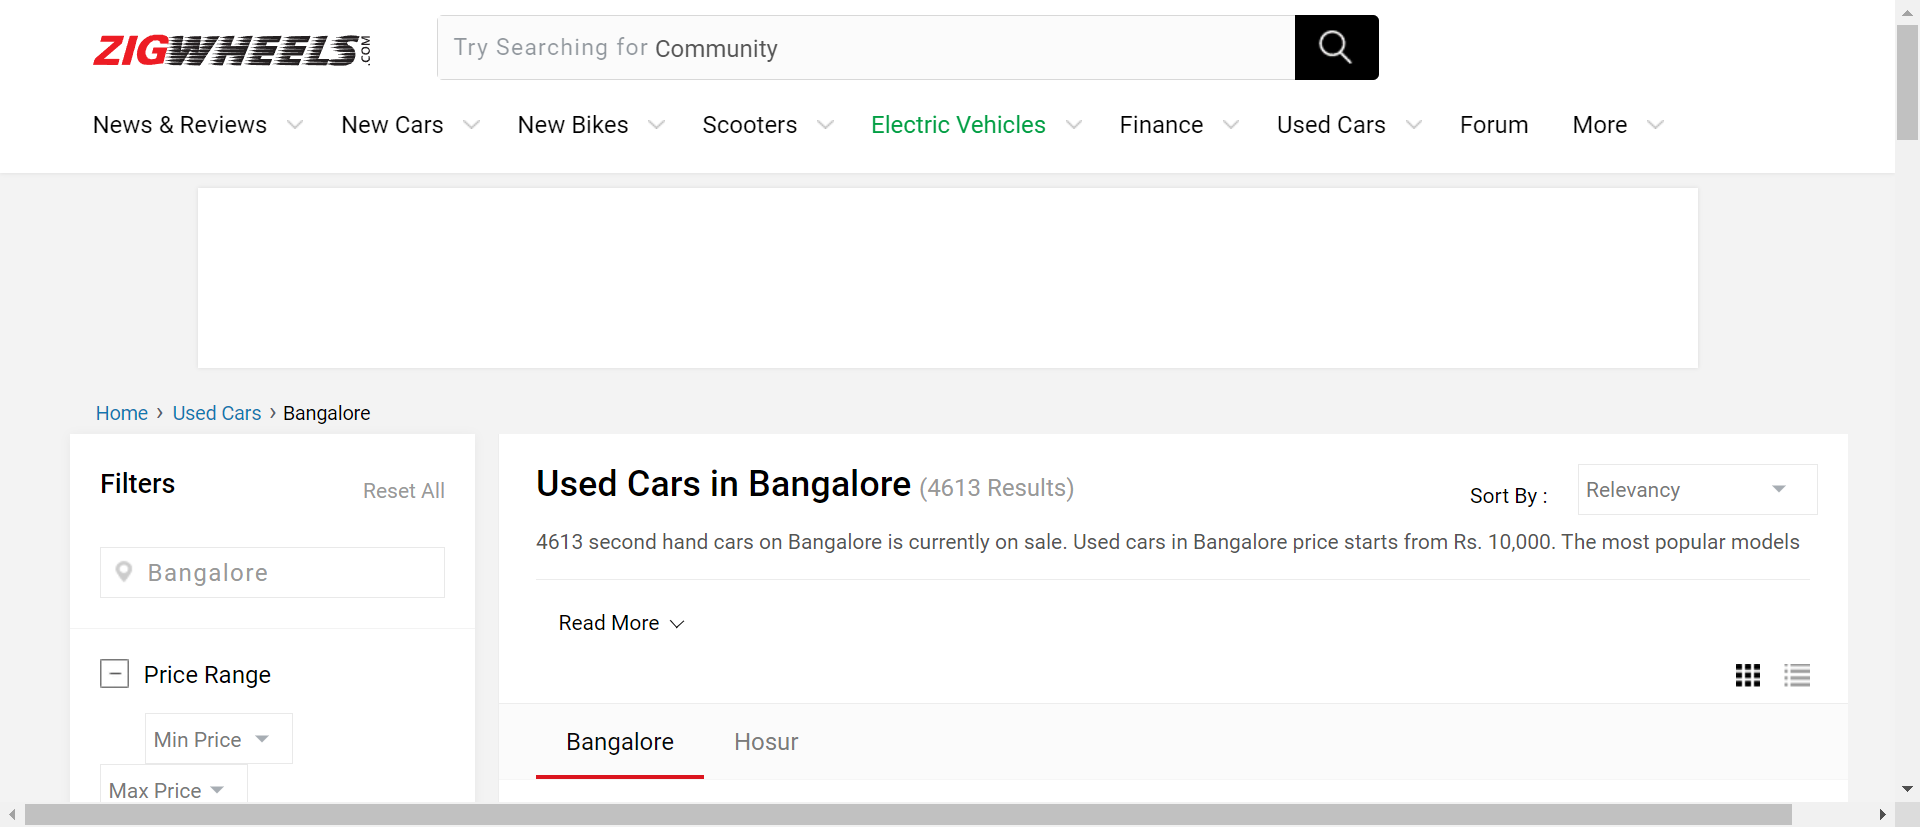 ZIGWHEELS.COM
Try Searching for Community
News & Reviews New Cars New Bikes Scooters Electric Vehicles Finance Used Cars Forum More
Home › Used Cars › Bangalore
Filters
Reset All
Bangalore
Price Range
Min Price
Max Price
Used Cars in Bangalore (4613 Results)
Sort By :
Relevancy
4613 second hand cars on Bangalore is currently on sale. Used cars in Bangalore price starts from Rs. 10,000. The most popular models
Read More
Bangalore Hosur